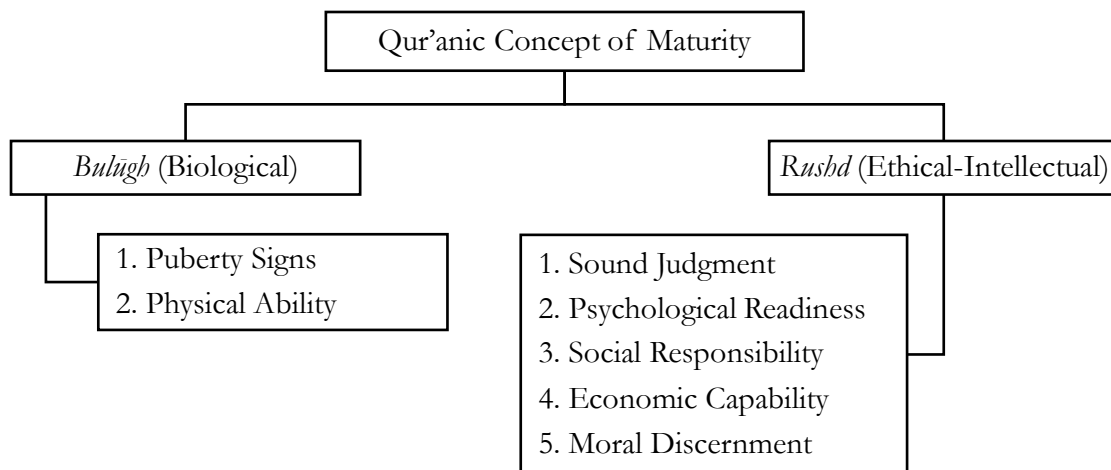 Qur’anic Concept of Maturity
Bulūgh (Biological)
1. Puberty Signs
2. Physical Ability
Rushd (Ethical-Intellectual)
1. Sound Judgment
2. Psychological Readiness
3. Social Responsibility
4. Economic Capability
5. Moral Discernment